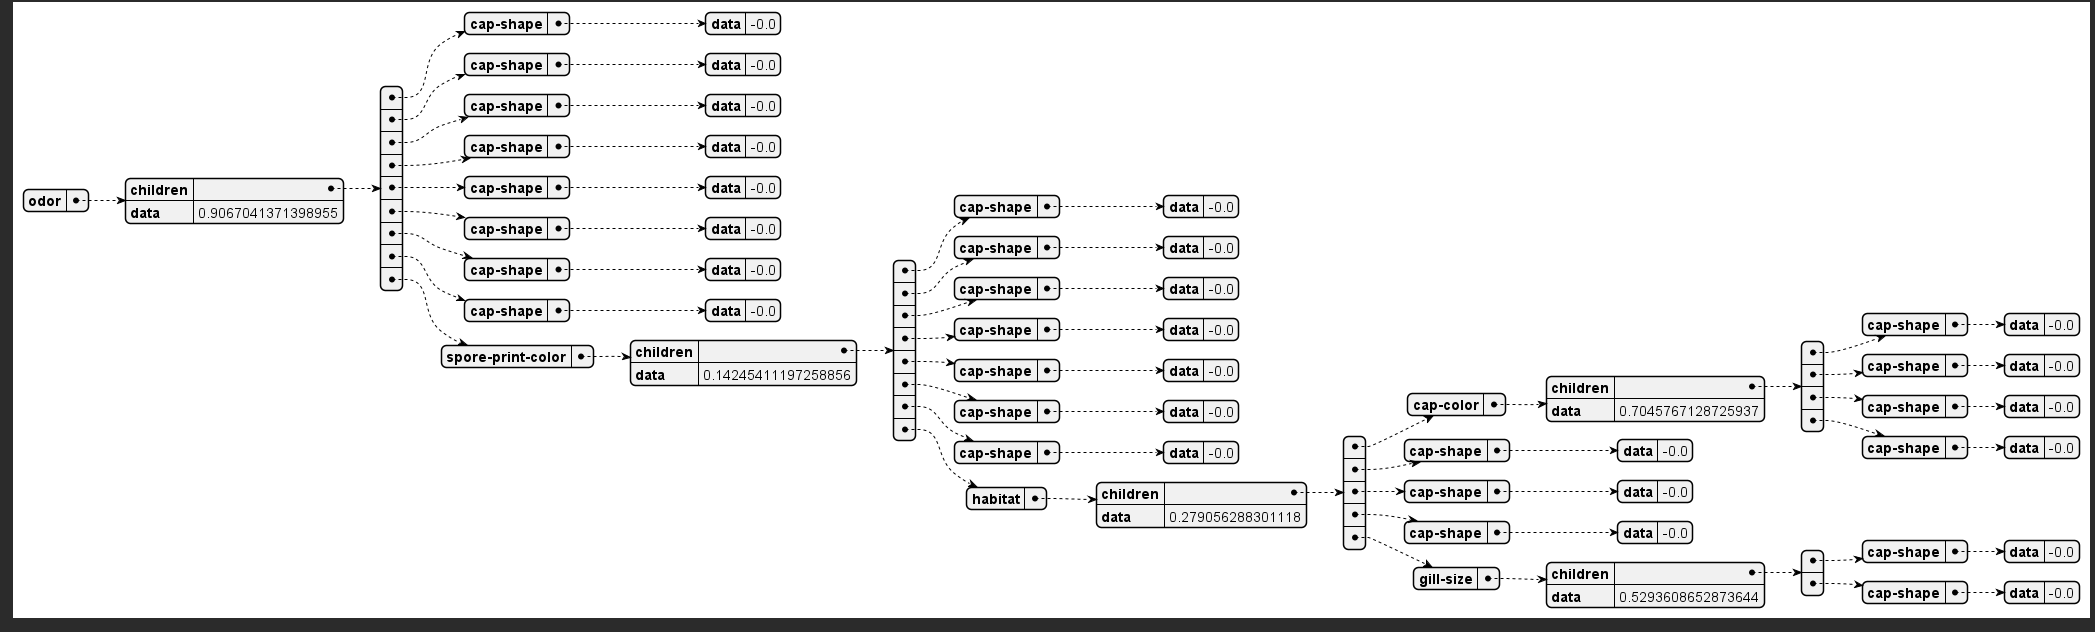 cap-shape data -0.0
cap-shape data -0.0
cap-shape data -0.0
cap-shape data -0.0
odor
children
data 0.9067041371398955
cap-shape data -0.0
cap-shape data -0.0
cap-shape data -0.0
cap-shape data -0.0
spore-print-color
children
data 0.14245411197258856
cap-shape data -0.0
cap-shape data -0.0
cap-shape data -0.0
cap-shape data -0.0
cap-shape data -0.0
cap-shape data -0.0
cap-shape data -0.0
habitat
children
data 0.279056288301118
cap-color
children
data 0.7045767128725937
cap-shape data -0.0
cap-shape data -0.0
cap-shape data -0.0
cap-shape data -0.0
cap-shape data -0.0
cap-shape data -0.0
cap-shape data -0.0
gill-size
children
data 0.5293608652873644
cap-shape data -0.0
cap-shape data -0.0